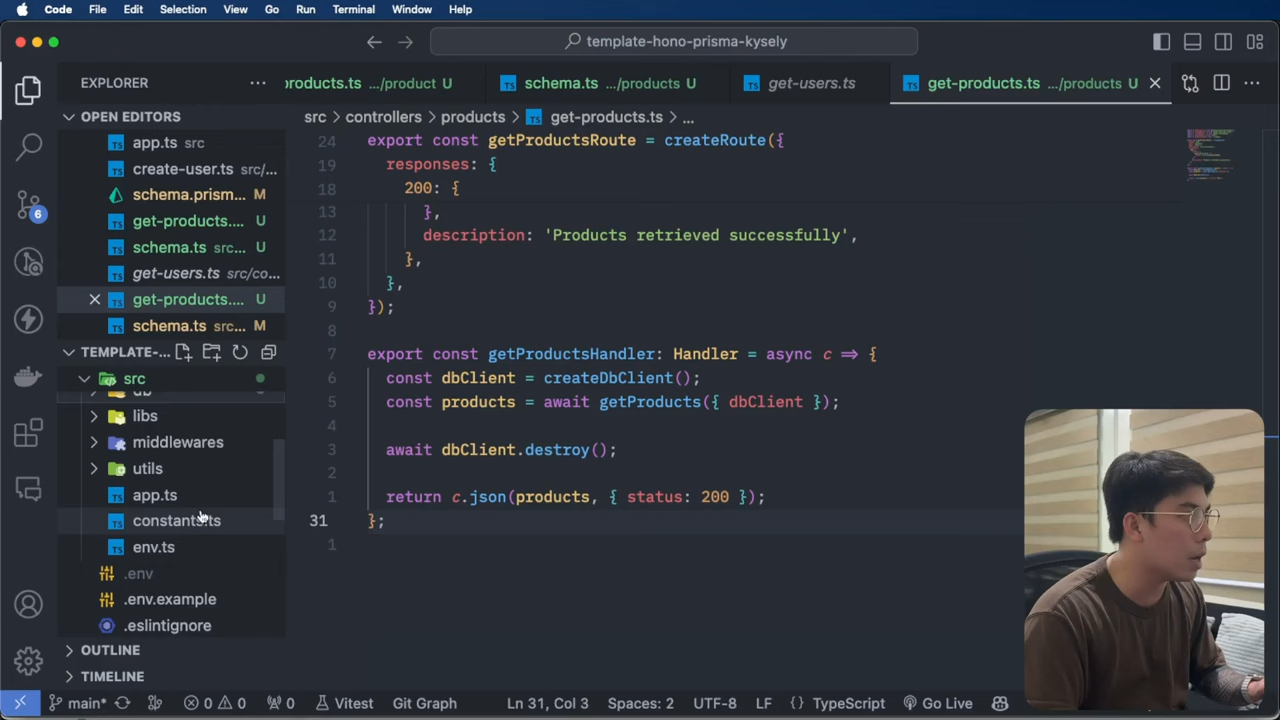 Code File Edit Selection View Go Run Terminal Window Help
template-hono-prisma-kysely
EXPLORER
products.ts .../product U
schema.ts .../products U
get-users.ts
get-products.ts .../products U
OPEN EDITORS
src > controllers > products > get-products.ts > ...
app.ts src
create-user.ts src/...
schema.prism... M
get-products.... U
schema.ts src... U
get-users.ts src/co...
get-products.... U
schema.ts src... M
TEMPLATE-...
src
db
libs
middlewares
utils
app.ts
constants.ts
env.ts
.env
.env.example
.eslintignore
OUTLINE
TIMELINE
24 export const getProductsRoute = createRoute({
19 responses: {
18 200: {
13 },
12 description: 'Products retrieved successfully',
11 },
10 },
9 });
8
7 export const getProductsHandler: Handler = async c => {
6 const dbClient = createDbClient();
5 const products = await getProducts({ dbClient });
4
3 await dbClient.destroy();
2
1 return c.json(products, { status: 200 });
31 };
1
6
main* 0 0 0 Vitest Git Graph Ln 31, Col 3 Spaces: 2 UTF-8 LF {} TypeScript Go Live